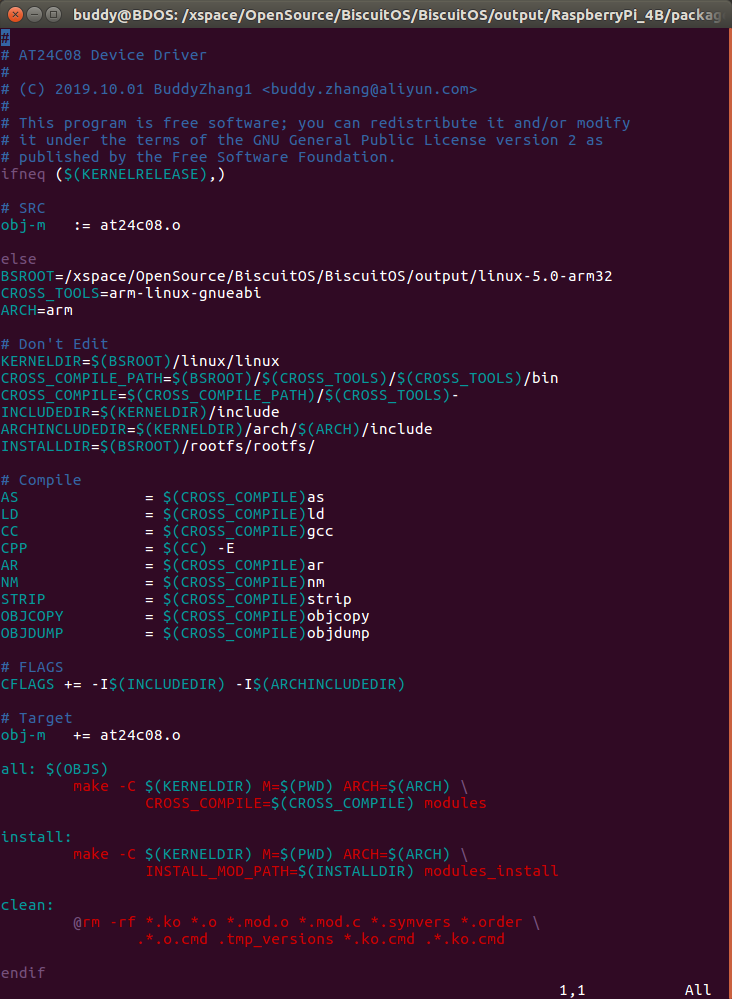 buddy@BDOS: /xspace/OpenSource/BiscuitOS/BiscuitOS/output/RaspberryPi_4B/packag
#
# AT24C08 Device Driver
#
# (C) 2019.10.01 BuddyZhang1 <buddy.zhang@aliyun.com>
#
# This program is free software; you can redistribute it and/or modify
# it under the terms of the GNU General Public License version 2 as
# published by the Free Software Foundation.
ifneq ($(KERNELRELEASE),)

# SRC
obj-m   := at24c08.o

else
BSROOT=/xspace/OpenSource/BiscuitOS/BiscuitOS/output/linux-5.0-arm32
CROSS_TOOLS=arm-linux-gnueabi
ARCH=arm

# Don't Edit
KERNELDIR=$(BSROOT)/linux/linux
CROSS_COMPILE_PATH=$(BSROOT)/$(CROSS_TOOLS)/$(CROSS_TOOLS)/bin
CROSS_COMPILE=$(CROSS_COMPILE_PATH)/$(CROSS_TOOLS)-
INCLUDEDIR=$(KERNELDIR)/include
ARCHINCLUDEDIR=$(KERNELDIR)/arch/$(ARCH)/include
INSTALLDIR=$(BSROOT)/rootfs/rootfs/

# Compile
AS              = $(CROSS_COMPILE)as
LD              = $(CROSS_COMPILE)ld
CC              = $(CROSS_COMPILE)gcc
CPP             = $(CC) -E
AR              = $(CROSS_COMPILE)ar
NM              = $(CROSS_COMPILE)nm
STRIP           = $(CROSS_COMPILE)strip
OBJCOPY         = $(CROSS_COMPILE)objcopy
OBJDUMP         = $(CROSS_COMPILE)objdump

# FLAGS
CFLAGS += -I$(INCLUDEDIR) -I$(ARCHINCLUDEDIR)

# Target
obj-m   += at24c08.o

all: $(OBJS)
        make -C $(KERNELDIR) M=$(PWD) ARCH=$(ARCH) \
                CROSS_COMPILE=$(CROSS_COMPILE) modules

install:
        make -C $(KERNELDIR) M=$(PWD) ARCH=$(ARCH) \
                INSTALL_MOD_PATH=$(INSTALLDIR) modules_install

clean:
        @rm -rf *.ko *.o *.mod.o *.mod.c *.symvers *.order \
               .*.o.cmd .tmp_versions *.ko.cmd .*.ko.cmd

endif
1,1           All